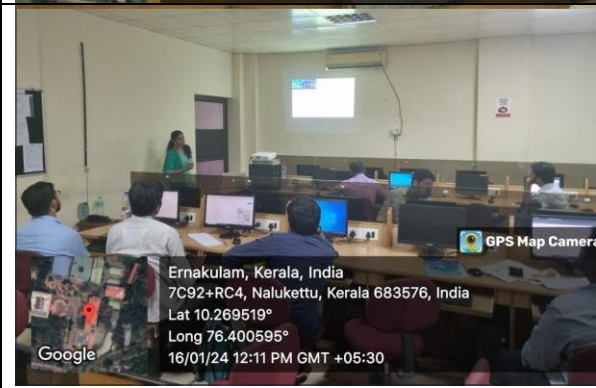 GPS Map Camera
Ernakulam, Kerala, India
7C92+RC4, Nalukettu, Kerala 683576, India
Lat 10.269519°
Long 76.400595°
16/01/24 12:11 PM GMT +05:30
Google